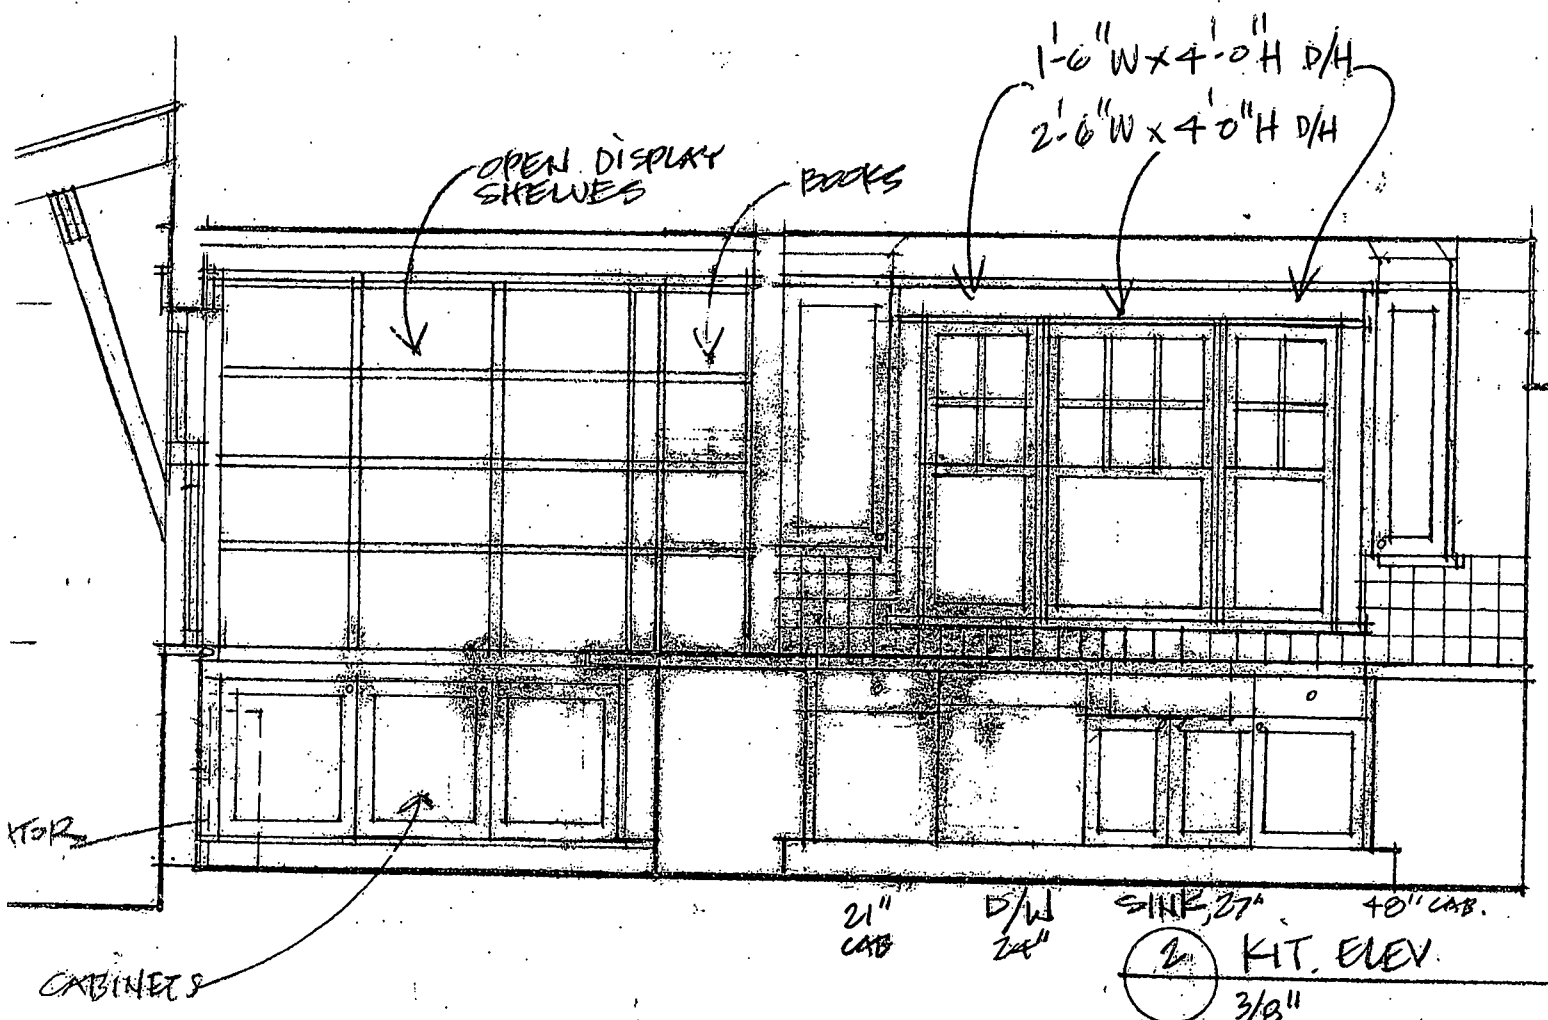 1'-6"W x 4'-0"H D/H
2'-6"W x 4'0"H D/H
OPEN DISPLAY
SHELVES
BOOKS
CABINETS
21"
CAB
D/W
24"
SINK, 27"
48" CAB.
2
KIT. ELEV.
3/8"